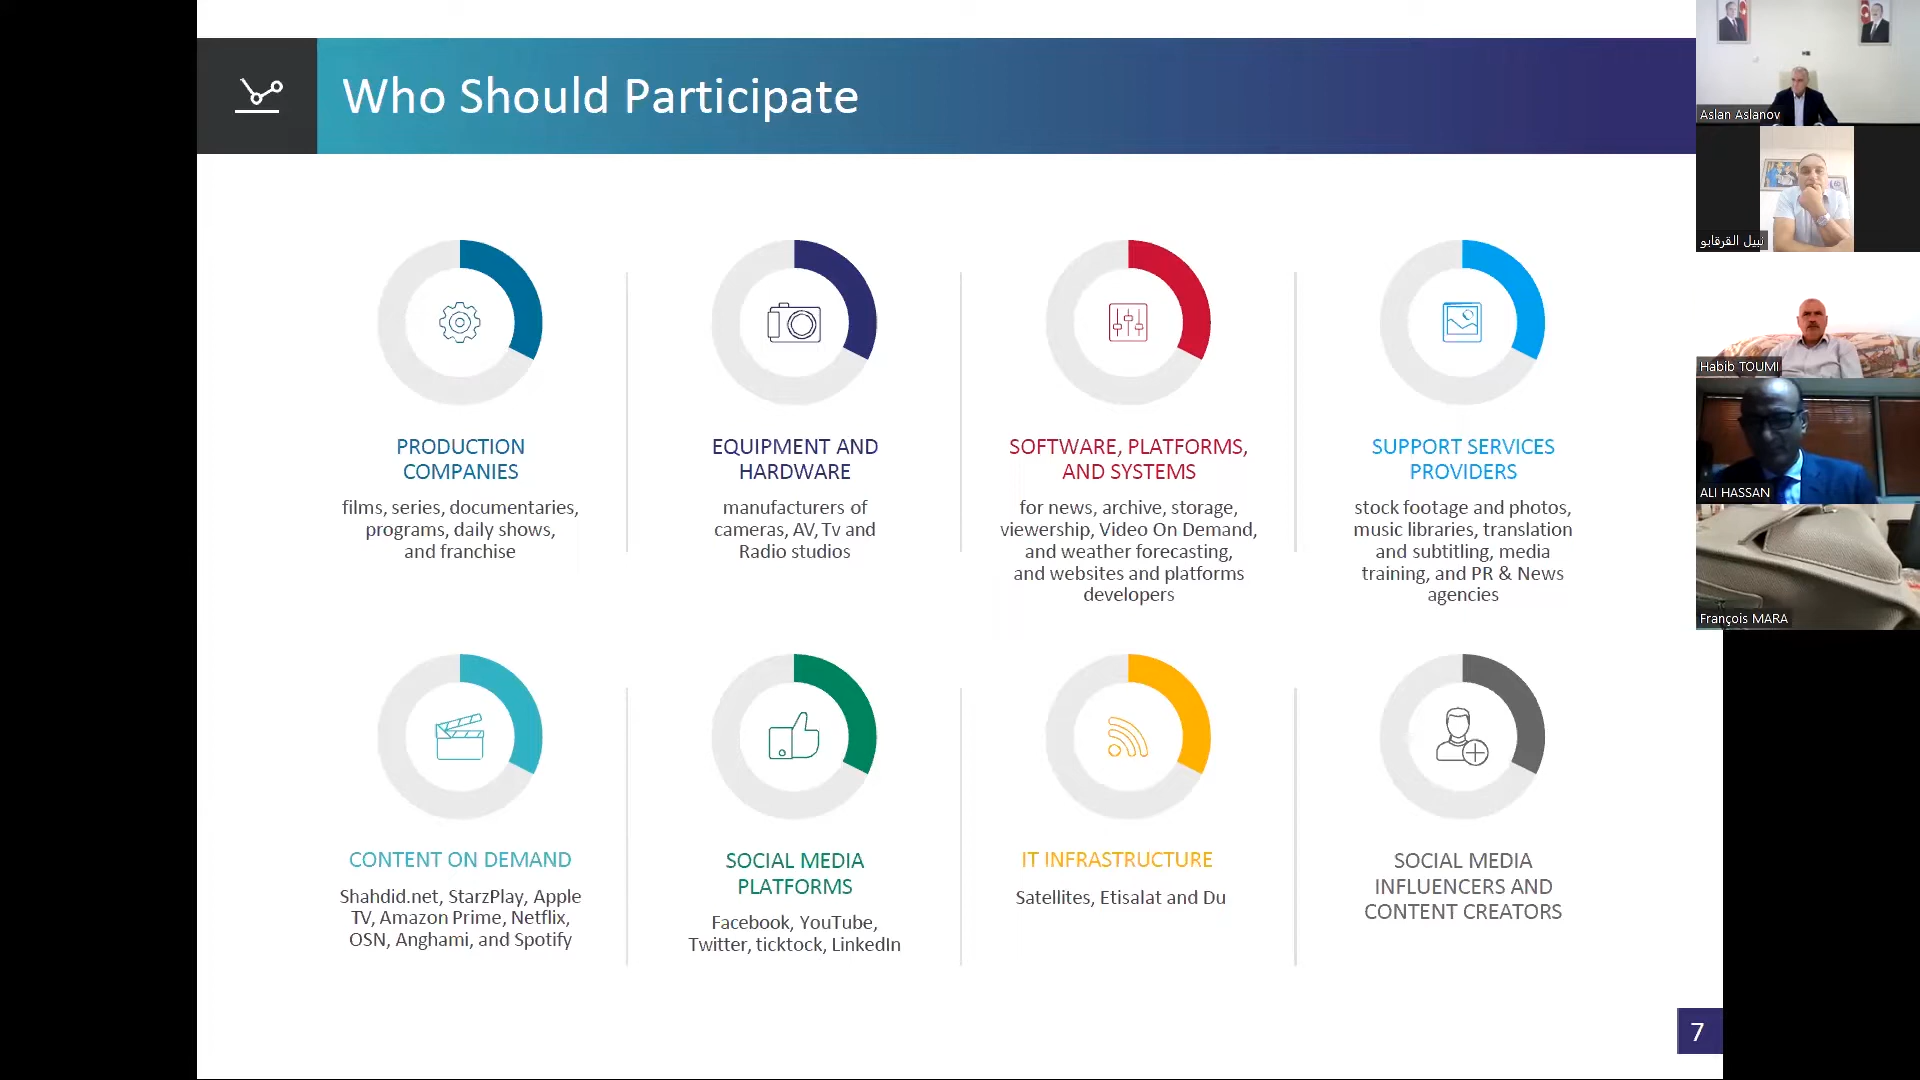 Who Should Participate
PRODUCTION
COMPANIES
films, series, documentaries,
programs, daily shows,
and franchise
EQUIPMENT AND
HARDWARE
manufacturers of
cameras, AV, Tv and
Radio studios
SOFTWARE, PLATFORMS,
AND SYSTEMS
for news, archive, storage,
viewership, Video On Demand,
and weather forecasting,
and websites and platforms
developers
SUPPORT SERVICES
PROVIDERS
stock footage and photos,
music libraries, translation
and subtitling, media
training, and PR & News
agencies
CONTENT ON DEMAND
Shahdid.net, StarzPlay, Apple
TV, Amazon Prime, Netflix,
OSN, Anghami, and Spotify
SOCIAL MEDIA
PLATFORMS
Facebook, YouTube,
Twitter, ticktock, LinkedIn
IT INFRASTRUCTURE
Satellites, Etisalat and Du
SOCIAL MEDIA
INFLUENCERS AND
CONTENT CREATORS
7
Aslan Aslanov
نبيل القرقابو
Habib TOUMI
ALI HASSAN
François MARA